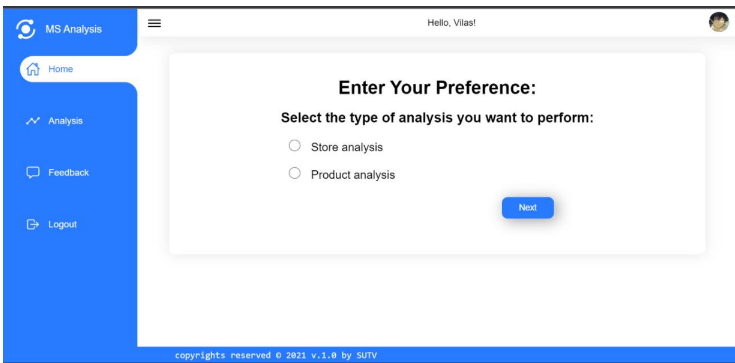 MS Analysis
Hello, Vilas!
Home
Analysis
Feedback
Logout
Enter Your Preference:
Select the type of analysis you want to perform:
Store analysis
Product analysis
Next
copyrights reserved © 2021 v.1.0 by SUTV